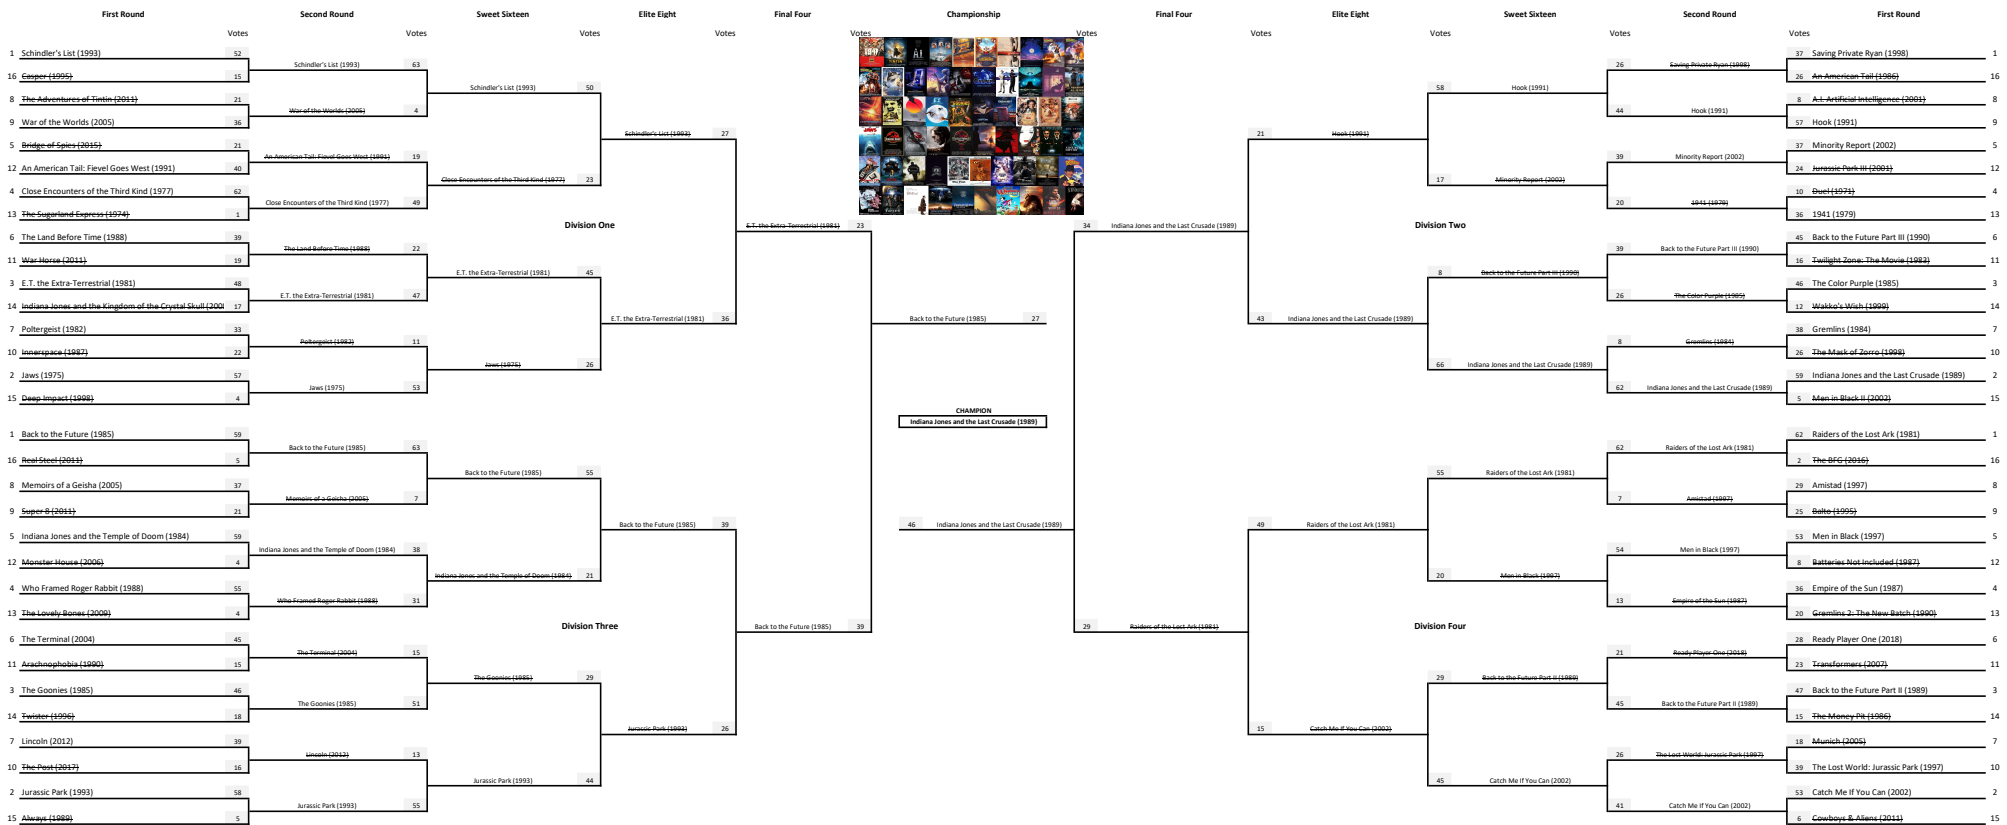 First Round Second Round Sweet Sixteen Elite Eight Final Four Championship Final Four Elite Eight Sweet Sixteen Second Round First Round
Votes Votes Votes Votes Votes Votes Votes Votes Votes Votes
1 Schindler's List (1993) 52
16 Casper (1995) 15
8 The Adventures of Tintin (2011) 21
9 War of the Worlds (2005) 36
5 Bridge of Spies (2015) 21
12 An American Tail: Fievel Goes West (1991) 40
4 Close Encounters of the Third Kind (1977) 62
13 The Sugarland Express (1974) 1
6 The Land Before Time (1988) 39
11 War Horse (2011) 19
3 E.T. the Extra-Terrestrial (1981) 48
14 Indiana Jones and the Kingdom of the Crystal Skull (200 17
7 Poltergeist (1982) 33
10 Innerspace (1987) 22
2 Jaws (1975) 57
15 Deep Impact (1998) 4
Schindler's List (1993) 63
War of the Worlds (2005) 4
An American Tail: Fievel Goes West (1991) 19
Close Encounters of the Third Kind (1977) 49
The Land Before Time (1988) 22
E.T. the Extra-Terrestrial (1981) 47
Poltergeist (1982) 11
Jaws (1975) 53
Schindler's List (1993) 50
Close Encounters of the Third Kind (1977) 23
Division One
E.T. the Extra-Terrestrial (1981) 45
Jaws (1975) 26
Schindler's List (1993) 27
E.T. the Extra-Terrestrial (1981) 36
E.T. the Extra-Terrestrial (1981) 23
1 Back to the Future (1985) 59
16 Real Steel (2011) 5
8 Memoirs of a Geisha (2005) 37
9 Super 8 (2011) 21
5 Indiana Jones and the Temple of Doom (1984) 59
12 Monster House (2006) 4
4 Who Framed Roger Rabbit (1988) 55
13 The Lovely Bones (2009) 4
6 The Terminal (2004) 45
11 Arachnophobia (1990) 15
3 The Goonies (1985) 46
14 Twister (1996) 18
7 Lincoln (2012) 39
10 The Post (2017) 16
2 Jurassic Park (1993) 58
15 Always (1989) 5
Back to the Future (1985) 63
Memoirs of a Geisha (2005) 7
Indiana Jones and the Temple of Doom (1984) 38
Who Framed Roger Rabbit (1988) 31
The Terminal (2004) 15
The Goonies (1985) 51
Lincoln (2012) 13
Jurassic Park (1993) 55
Back to the Future (1985) 55
Indiana Jones and the Temple of Doom (1984) 21
Division Three
The Goonies (1985) 29
Jurassic Park (1993) 44
Back to the Future (1985) 39
Jurassic Park (1993) 26
Back to the Future (1985) 39
JAWS
Back to the Future (1985) 27
CHAMPION
Indiana Jones and the Last Crusade (1989)
46 Indiana Jones and the Last Crusade (1989)
34 Indiana Jones and the Last Crusade (1989)
29 Raiders of the Lost Ark (1981)
21 Hook (1991)
43 Indiana Jones and the Last Crusade (1989)
58 Hook (1991)
17 Minority Report (2002)
Division Two
8 Back to the Future Part III (1990)
66 Indiana Jones and the Last Crusade (1989)
26 Saving Private Ryan (1998)
44 Hook (1991)
39 Minority Report (2002)
20 1941 (1979)
39 Back to the Future Part III (1990)
26 The Color Purple (1985)
8 Gremlins (1984)
62 Indiana Jones and the Last Crusade (1989)
37 Saving Private Ryan (1998) 1
26 An American Tail (1986) 16
8 A.I. Artificial Intelligence (2001) 8
57 Hook (1991) 9
37 Minority Report (2002) 5
24 Jurassic Park III (2001) 12
10 Duel (1971) 4
36 1941 (1979) 13
45 Back to the Future Part III (1990) 6
16 Twilight Zone: The Movie (1983) 11
46 The Color Purple (1985) 3
12 Wakko's Wish (1999) 14
38 Gremlins (1984) 7
26 The Mask of Zorro (1998) 10
59 Indiana Jones and the Last Crusade (1989) 2
5 Men in Black II (2002) 15
49 Raiders of the Lost Ark (1981)
15 Catch Me If You Can (2002)
55 Raiders of the Lost Ark (1981)
20 Men in Black (1997)
Division Four
29 Back to the Future Part II (1989)
45 Catch Me If You Can (2002)
62 Raiders of the Lost Ark (1981)
7 Amistad (1997)
54 Men in Black (1997)
13 Empire of the Sun (1987)
21 Ready Player One (2018)
45 Back to the Future Part II (1989)
26 The Lost World: Jurassic Park (1997)
41 Catch Me If You Can (2002)
62 Raiders of the Lost Ark (1981) 1
2 The BFG (2016) 16
29 Amistad (1997) 8
25 Balto (1995) 9
53 Men in Black (1997) 5
8 Batteries Not Included (1987) 12
36 Empire of the Sun (1987) 4
20 Gremlins 2: The New Batch (1990) 13
28 Ready Player One (2018) 6
23 Transformers (2007) 11
47 Back to the Future Part II (1989) 3
15 The Money Pit (1986) 14
18 Munich (2005) 7
39 The Lost World: Jurassic Park (1997) 10
53 Catch Me If You Can (2002) 2
6 Cowboys & Aliens (2011) 15